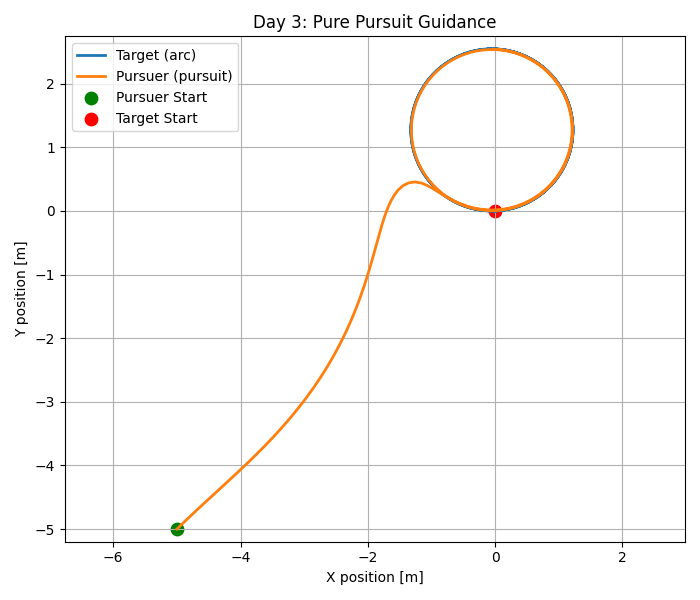 Day 3: Pure Pursuit Guidance
Target (arc)
Pursuer (pursuit)
Pursuer Start
Target Start
Y position [m]
2
1
0
−1
−2
−3
−4
−5
−6
−4
−2
0
2
X position [m]